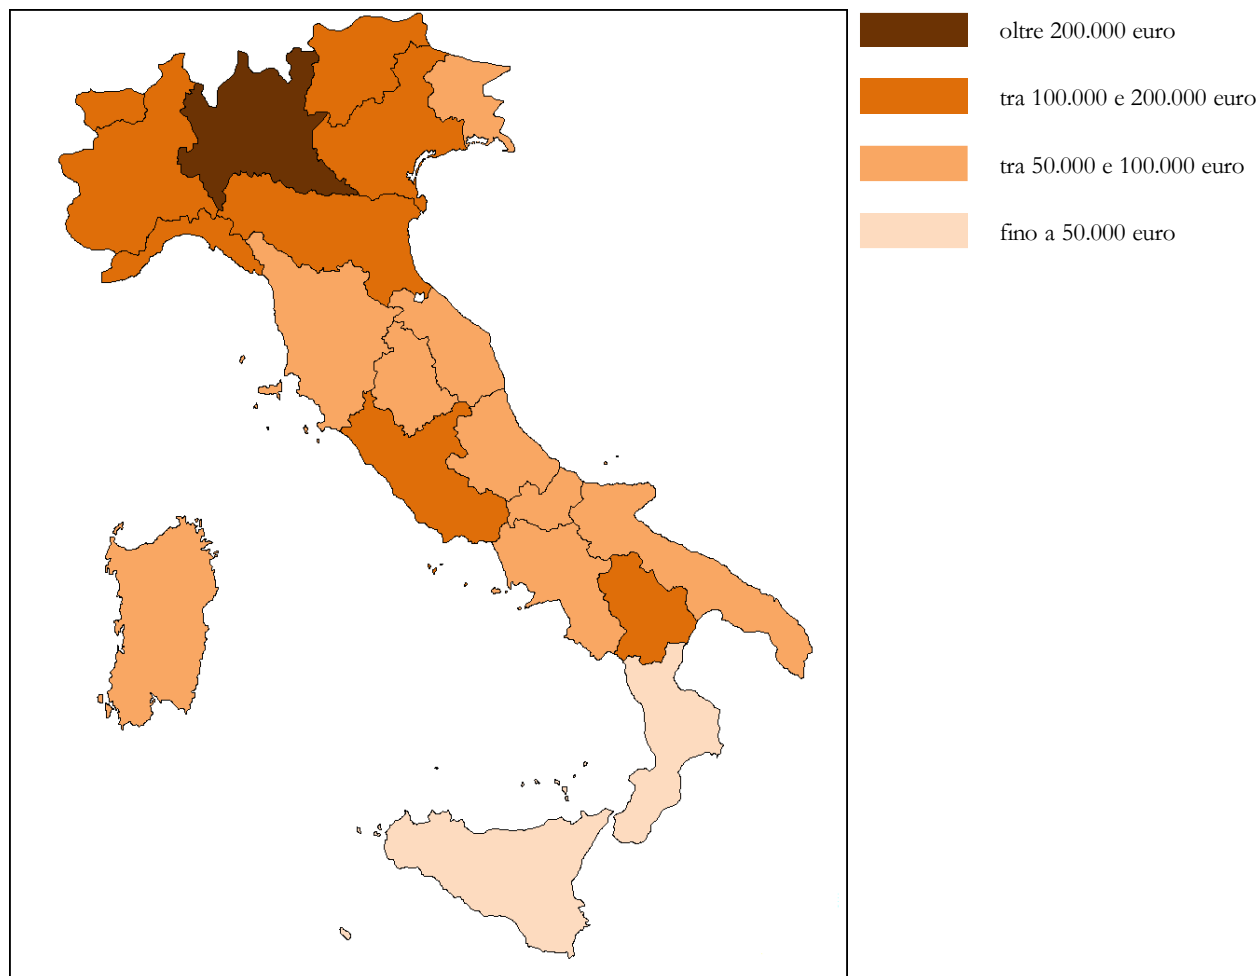 oltre 200.000 euro
tra 100.000 e 200.000 euro
tra 50.000 e 100.000 euro
fino a 50.000 euro